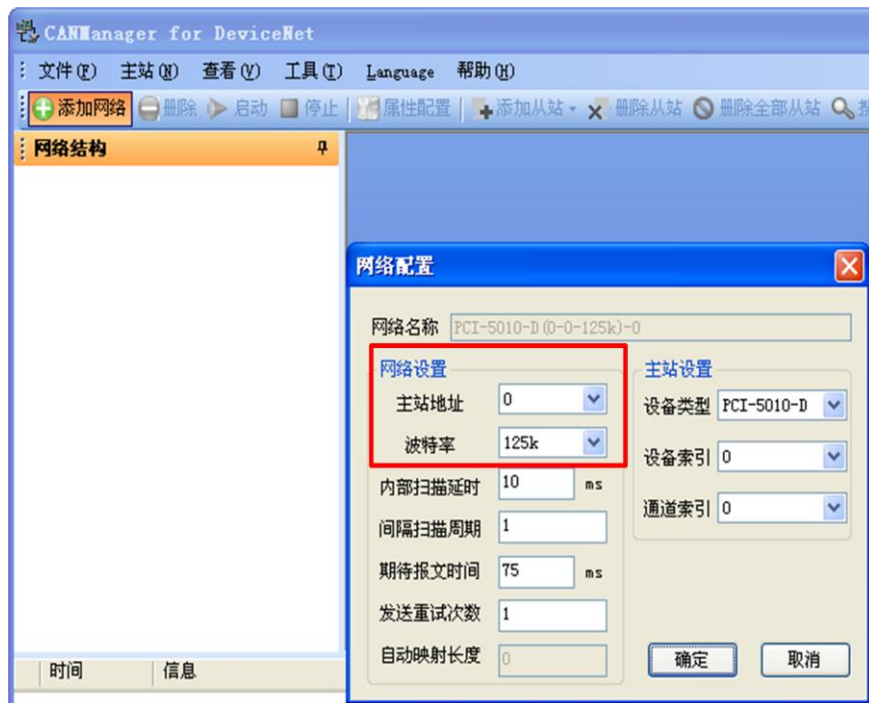 CANManager for DeviceNet
文件(F) 主站(N) 查看(V) 工具(T) Language 帮助(H)
添加网络 删除 启动 停止 属性配置 添加从站 删除从站 删除全部从站
网络结构
网络配置
网络名称 PCI-5010-D(0-0-125k)-0
网络设置
主站地址 0
波特率 125k
内部扫描延时 10 ms
间隔扫描周期 1
期待报文时间 75 ms
发送重试次数 1
自动映射长度 0
主站设置
设备类型 PCI-5010-D
设备索引 0
通道索引 0
确定 取消
时间 信息